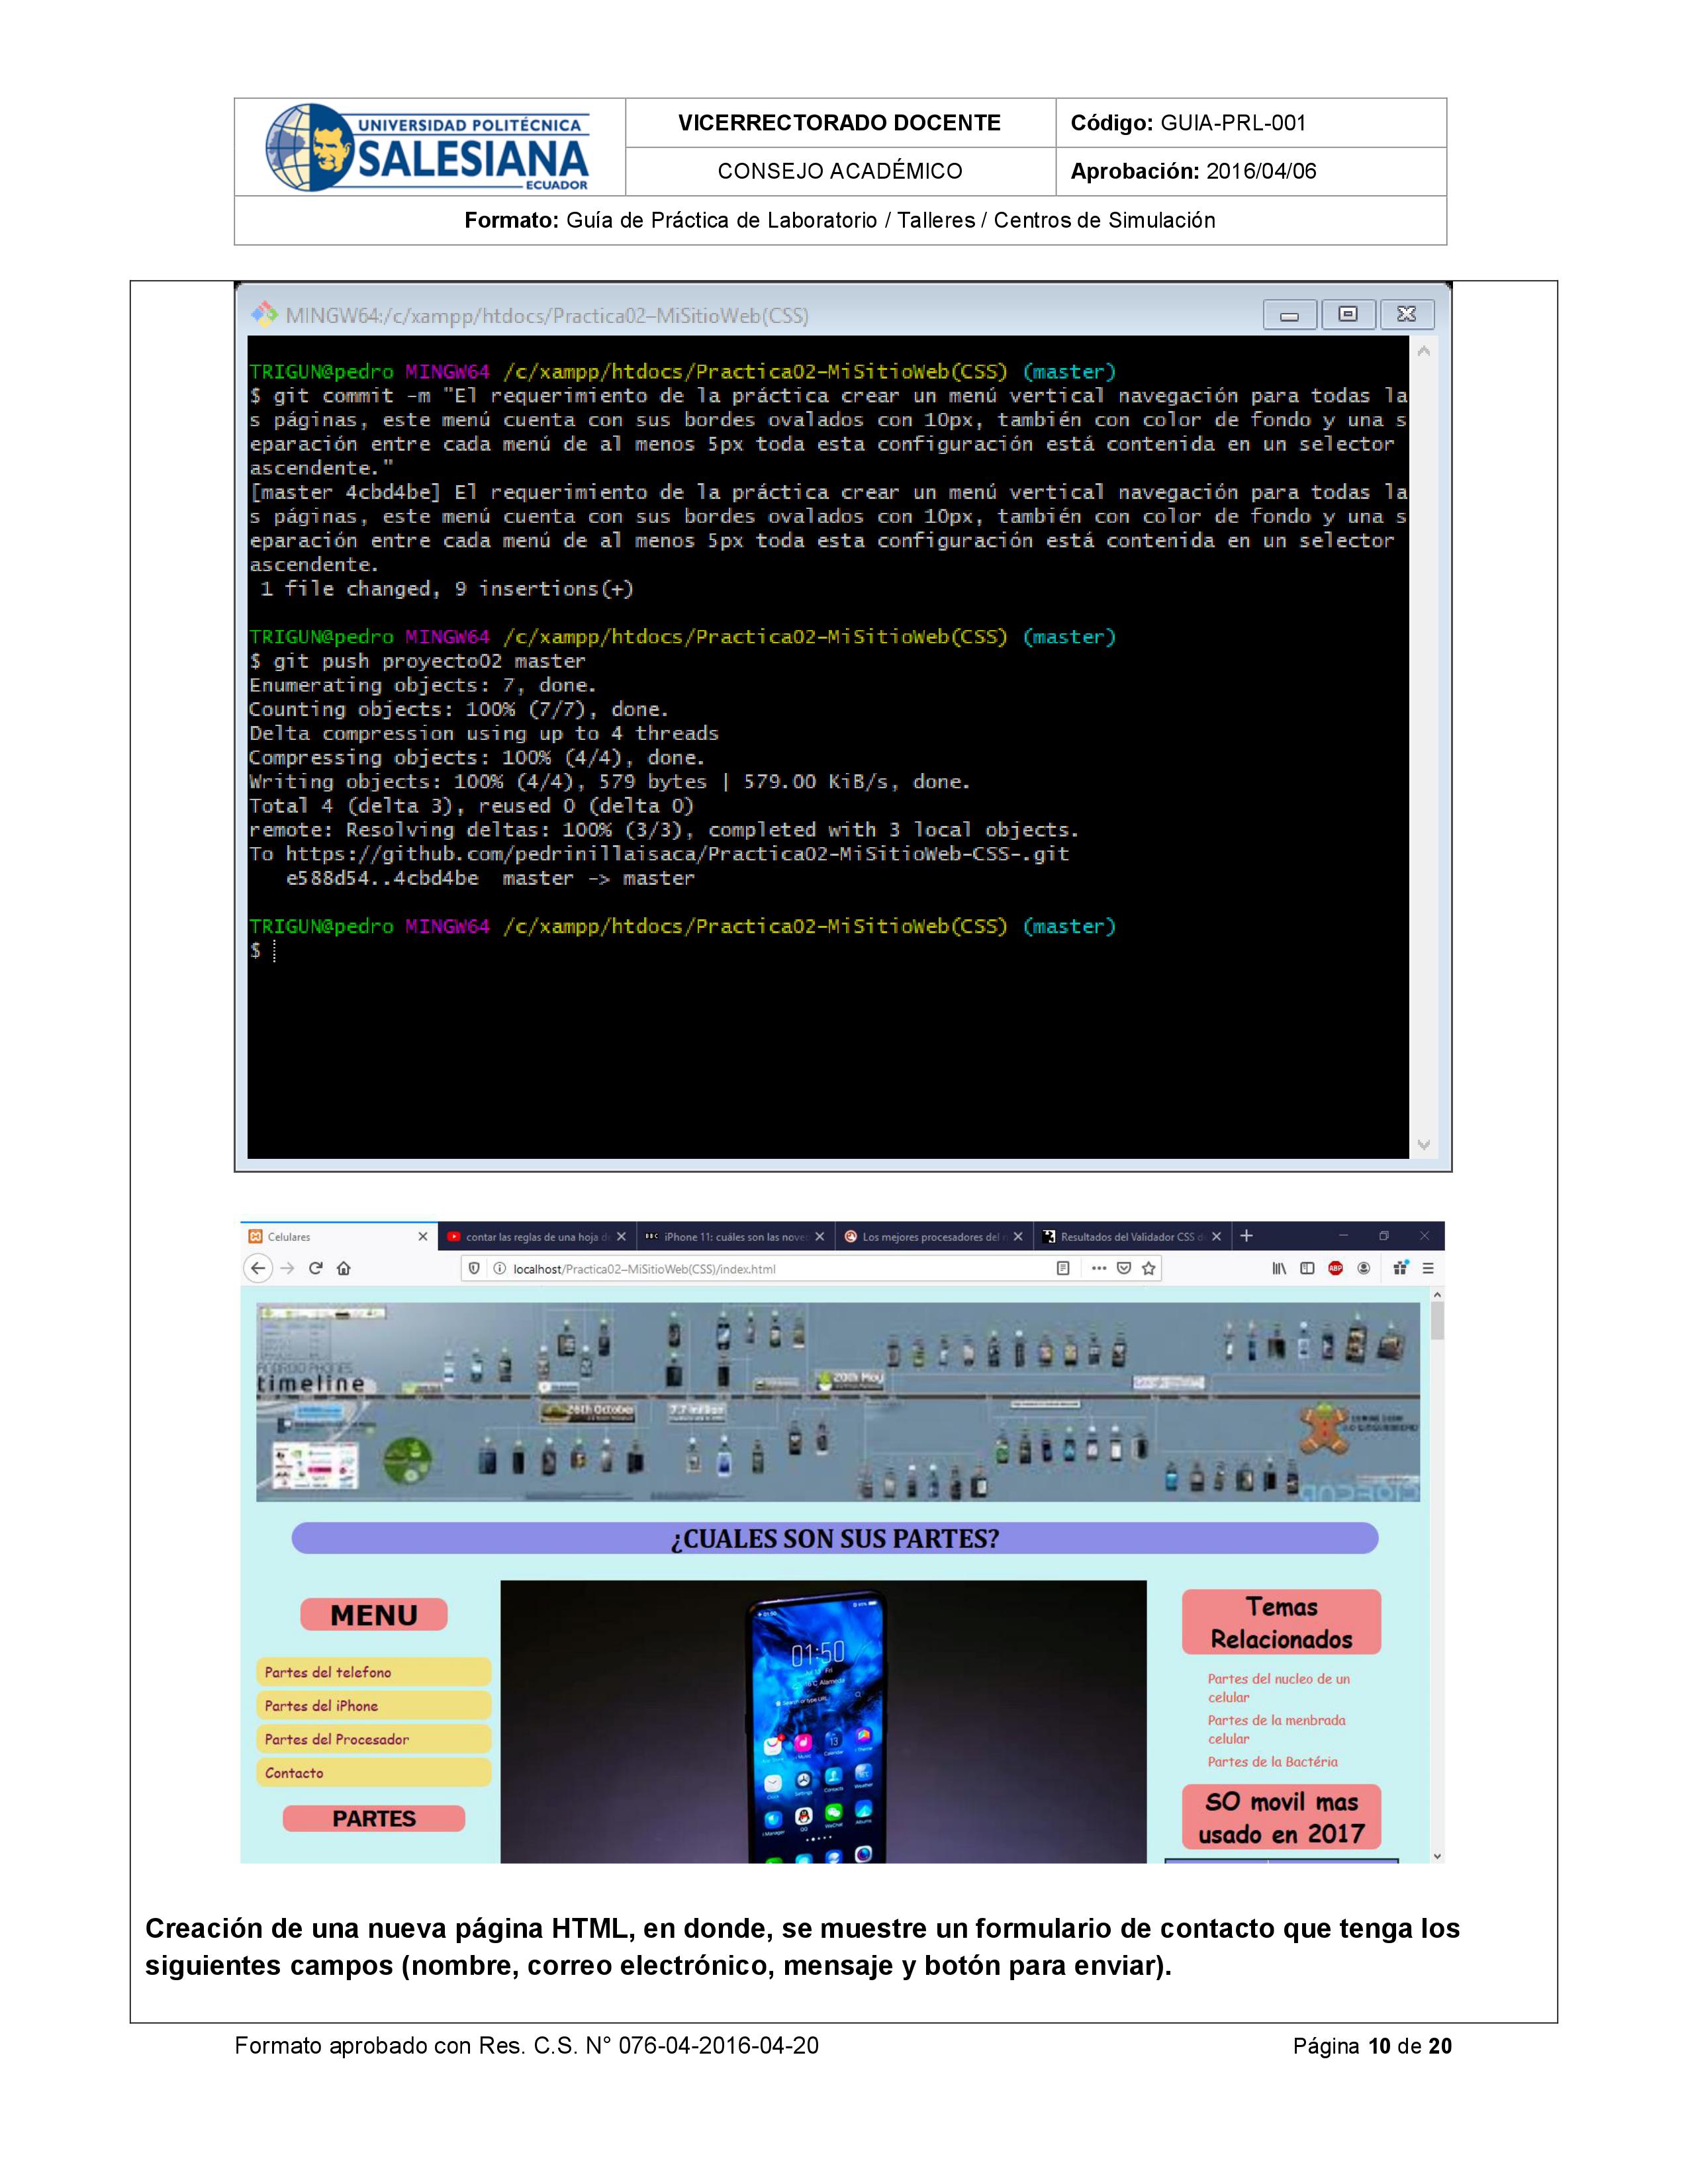 UNIVERSIDAD POLITÉCNICA
SALESIANA
ECUADOR
VICERRECTORADO DOCENTE
Código: GUIA-PRL-001
CONSEJO ACADÉMICO
Aprobación: 2016/04/06
Formato: Guía de Práctica de Laboratorio / Talleres / Centros de Simulación
MINGW64:/c/xampp/htdocs/Practica02–MiSitioWeb(CSS)
TRIGUN@pedro MINGW64 /c/xampp/htdocs/Practica02–MiSitioWeb(CSS) (master)
$ git commit -m "El requerimiento de la práctica crear un menú vertical navegación para todas la
s páginas, este menú cuenta con sus bordes ovalados con 10px, también con color de fondo y una s
eparación entre cada menú de al menos 5px toda esta configuración está contenida en un selector
ascendente."
[master 4cbd4be] El requerimiento de la práctica crear un menú vertical navegación para todas la
s páginas, este menú cuenta con sus bordes ovalados con 10px, también con color de fondo y una s
eparación entre cada menú de al menos 5px toda esta configuración está contenida en un selector
ascendente.
1 file changed, 9 insertions(+)
TRIGUN@pedro MINGW64 /c/xampp/htdocs/Practica02–MiSitioWeb(CSS) (master)
$ git push proyecto02 master
Enumerating objects: 7, done.
Counting objects: 100% (7/7), done.
Delta compression using up to 4 threads
Compressing objects: 100% (4/4), done.
Writing objects: 100% (4/4), 579 bytes | 579.00 KiB/s, done.
Total 4 (delta 3), reused 0 (delta 0)
remote: Resolving deltas: 100% (3/3), completed with 3 local objects.
To https://github.com/pedrinillaisaca/Practica02-MiSitioWeb-CSS-.git
e588d54..4cbd4be master -> master
TRIGUN@pedro MINGW64 /c/xampp/htdocs/Practica02–MiSitioWeb(CSS) (master)
$
Celulares
contar las reglas de una hoja d
iPhone 11: cuáles son las nove
Los mejores procesadores del
Resultados del Validador CSS d
localhost/Practica02–MiSitioWeb(CSS)/index.html
ABP
ANDROID PHONES
timeline
20th May
26th October
7.7 million
ANDROID
¿CUALES SON SUS PARTES?
MENU
Partes del telefono
Partes del iPhone
Partes del Procesador
Contacto
PARTES
01:50
Temas
Relacionados
Partes del nucleo de un
celular
Partes de la menbrada
celular
Partes de la Bactéria
SO movil mas
usado en 2017
Creación de una nueva página HTML, en donde, se muestre un formulario de contacto que tenga los
siguientes campos (nombre, correo electrónico, mensaje y botón para enviar).
Formato aprobado con Res. C.S. N° 076-04-2016-04-20
Página 10 de 20